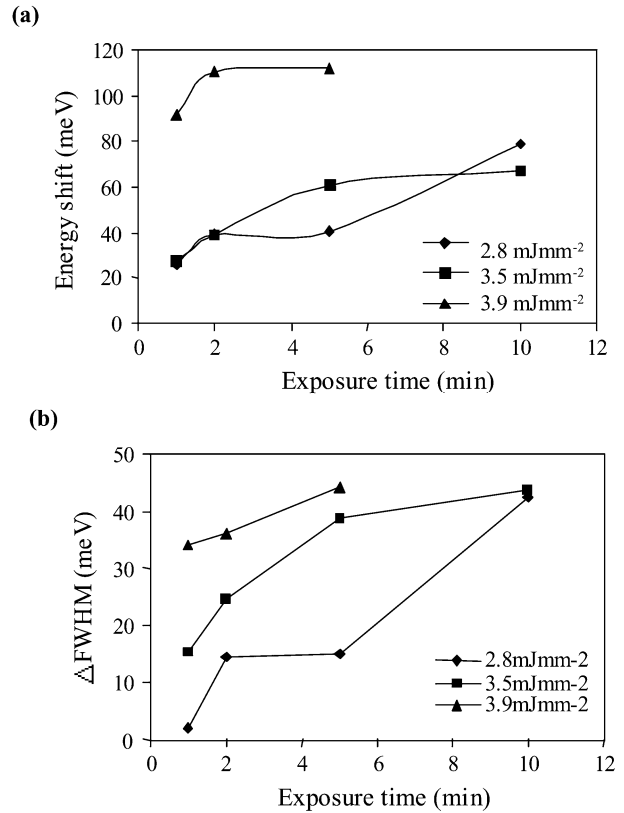 (a)
120
100
80
60
40
20
0
Energy shift (meV)
2.8 mJmm-2
3.5 mJmm-2
3.9 mJmm-2
0 2 4 6 8 10 12
Exposure time (min)
(b)
50
40
30
20
10
0
ΔFWHM (meV)
2.8mJmm-2
3.5mJmm-2
3.9mJmm-2
0 2 4 6 8 10 12
Exposure time (min)